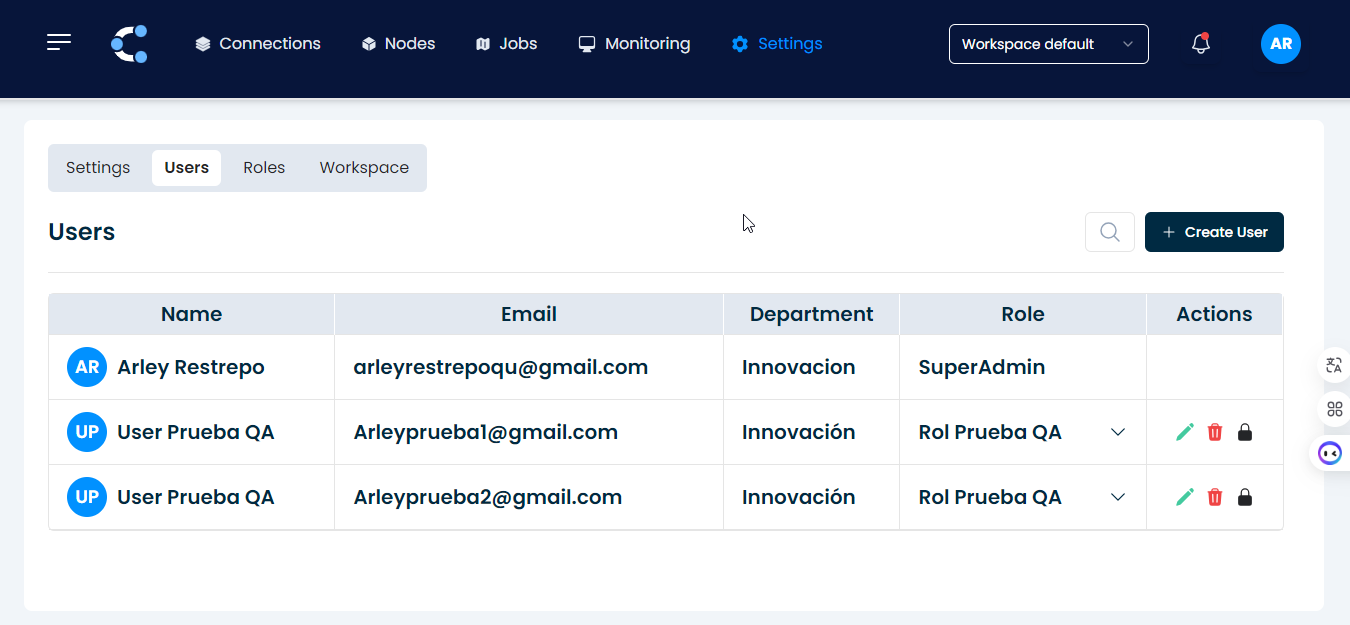 Connections Nodes Jobs Monitoring Settings Workspace default AR
Settings Users Roles Workspace
Users Create User
Name Email Department Role Actions
AR Arley Restrepo arleyrestrepoqu@gmail.com Innovacion SuperAdmin
UP User Prueba QA Arleyprueba1@gmail.com Innovación Rol Prueba QA
UP User Prueba QA Arleyprueba2@gmail.com Innovación Rol Prueba QA